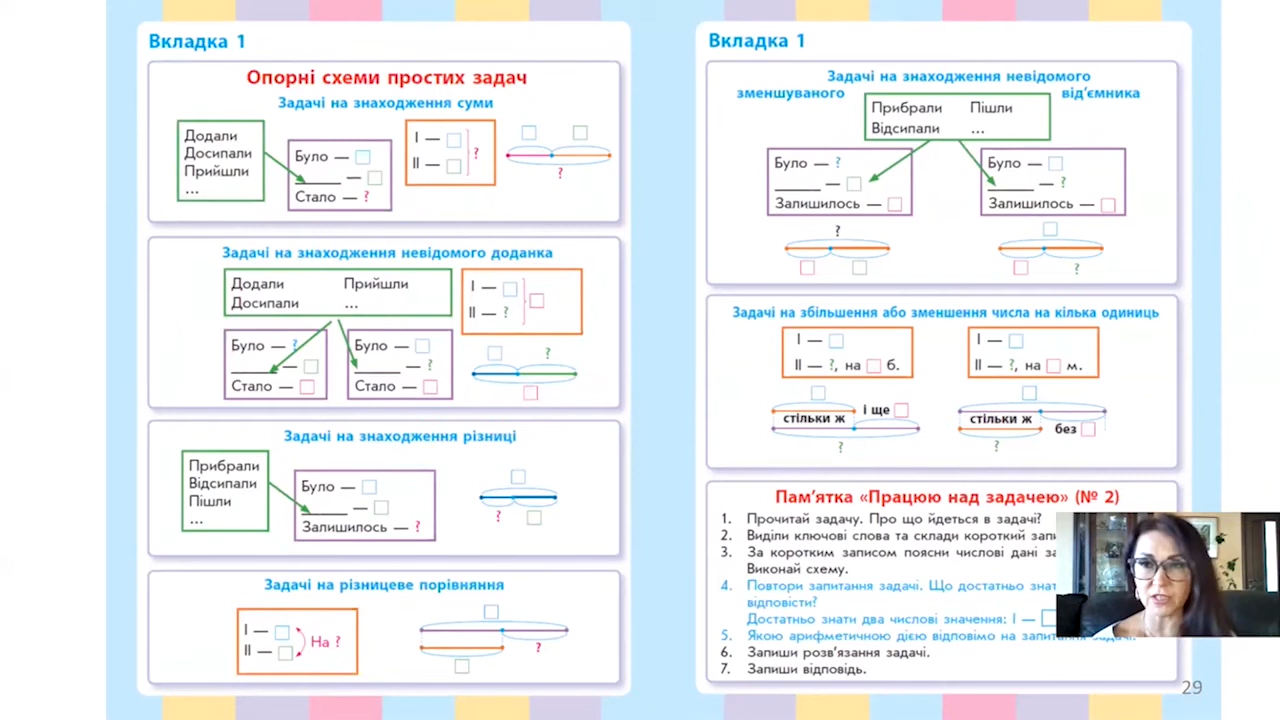 Вкладка 1
Опорні схеми простих задач
Задачі на знаходження суми
Додали
Досипали
Прийшли
...
Було —
—
Стало — ?
I —
II —
?
?
Задачі на знаходження невідомого доданка
Додали Прийшли
Досипали ...
Було — ?
—
Стало —
Було —
— ?
Стало —
I —
II — ?
?
Задачі на знаходження різниці
Прибрали
Відсипали
Пішли
...
Було —
—
Залишилось — ?
?
Задачі на різницеве порівняння
I —
II —
На ?
?
Вкладка 1
Задачі на знаходження невідомого
зменшуваного від'ємника
Прибрали Пішли
Відсипали ...
Було — ?
—
Залишилось —
Було —
— ?
Залишилось —
?
?
Задачі на збільшення або зменшення числа на кілька одиниць
I —
II — ?, на б.
I —
II — ?, на м.
стільки ж і ще
?
стільки ж без
?
Пам'ятка «Працюю над задачею» (№ 2)
1. Прочитай задачу. Про що йдеться в задачі?
2. Виділи ключові слова та склади короткий
3. За коротким записом поясни числові дані
Виконай схему.
4. Повтори запитання задачі. Що достатньо
відповісти?
Достатньо знати два числові значення: I —
5. Якою арифметичною дією відповімо на запитання задачі?
6. Запиши розв'язання задачі.
7. Запиши відповідь.
29